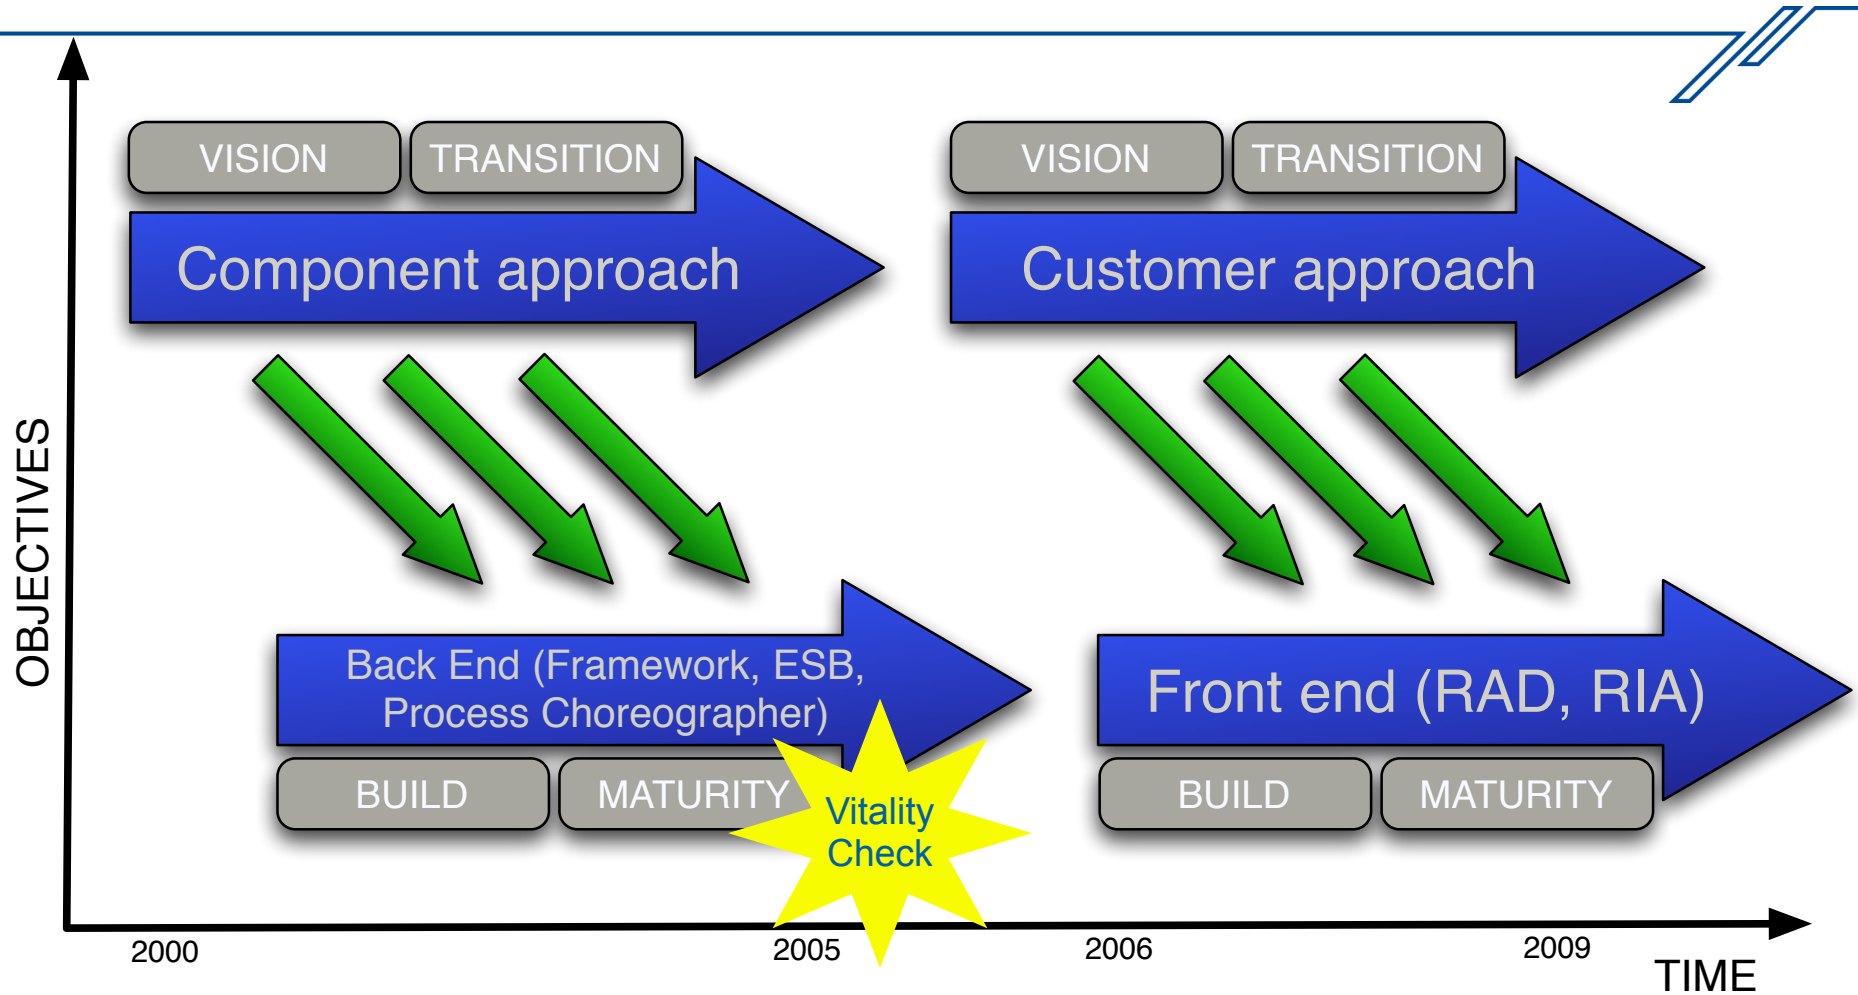 VISION
TRANSITION
VISION
TRANSITION
Component approach
Customer approach
OBJECTIVES
Back End (Framework, ESB,
Process Choreographer)
Front end (RAD, RIA)
BUILD
MATURITY
Vitality
Check
BUILD
MATURITY
2000
2005
2006
2009
TIME